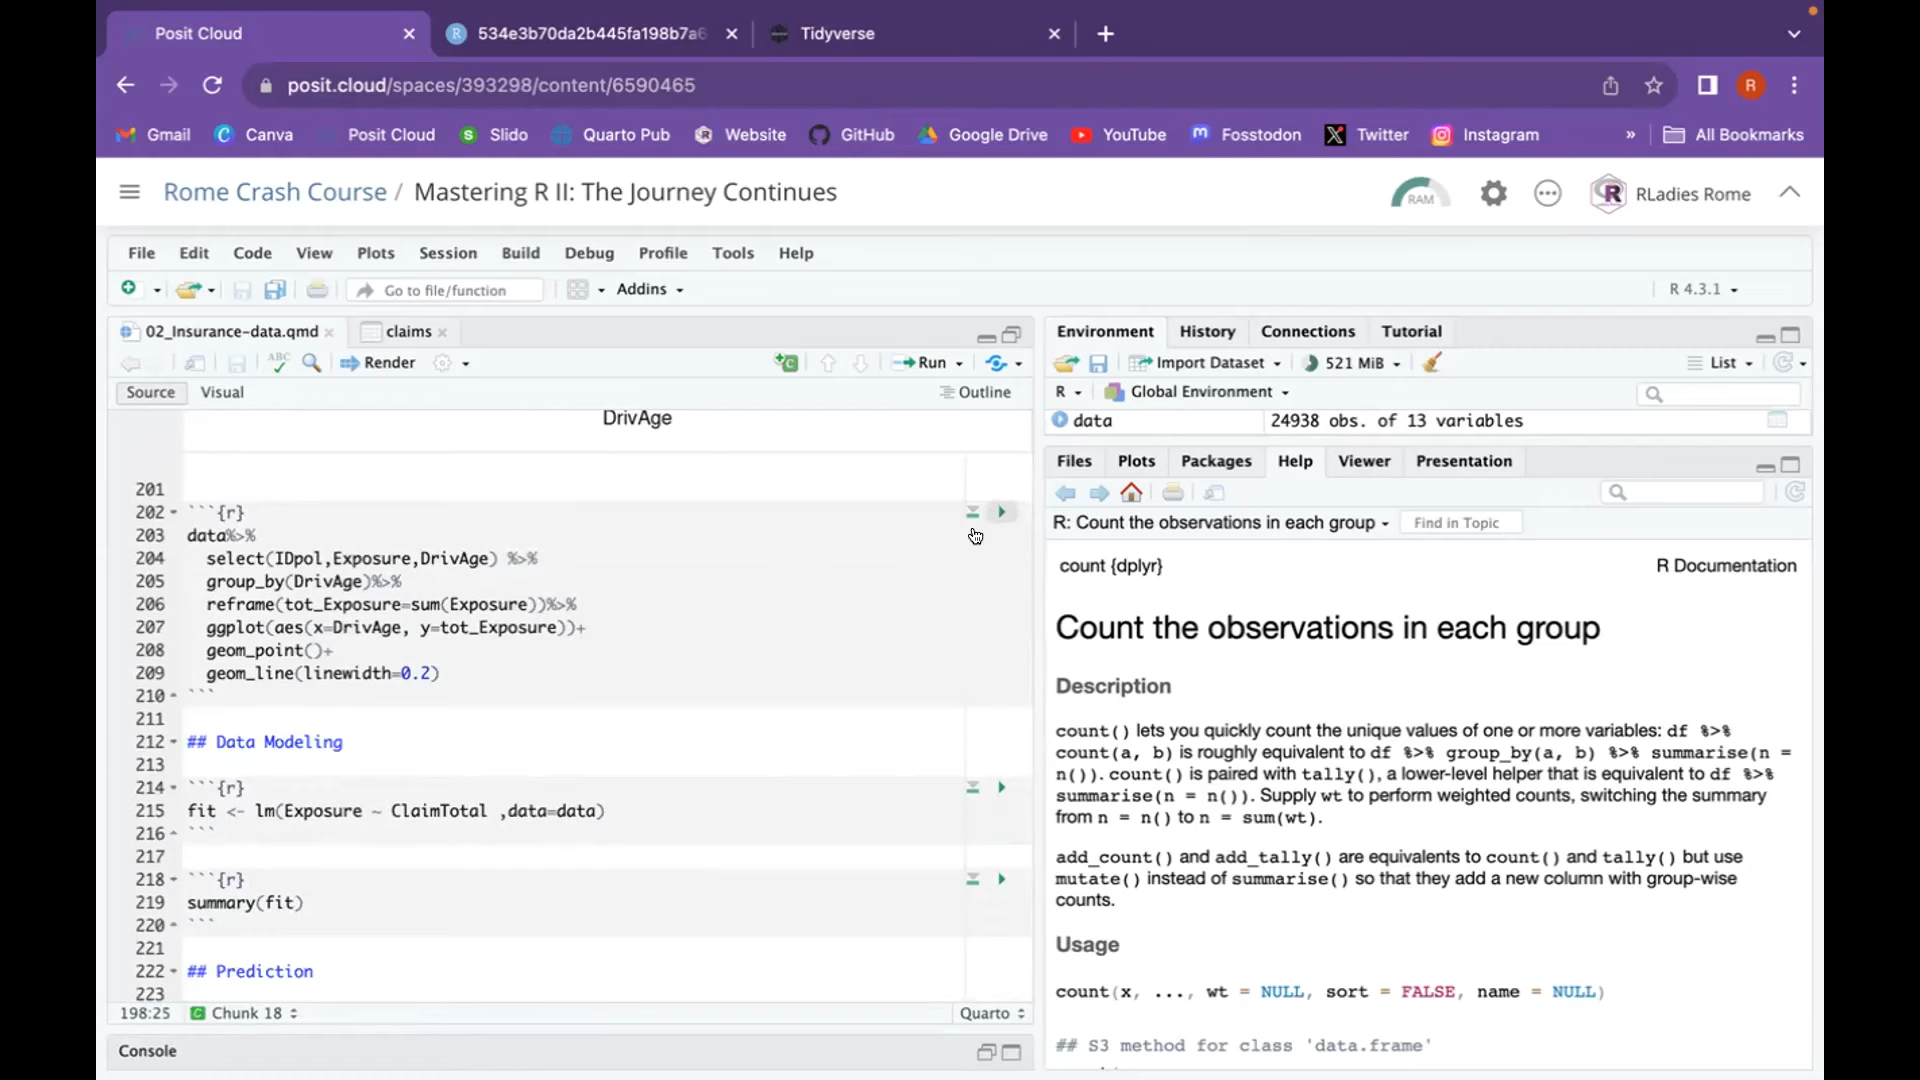 Posit Cloud
534e3b70da2b445fa198b7a6
Tidyverse
posit.cloud/spaces/393298/content/6590465
R
Gmail
Canva
Posit Cloud
Slido
Quarto Pub
Website
GitHub
Google Drive
YouTube
Fosstodon
Twitter
Instagram
»
All Bookmarks
Rome Crash Course / Mastering R II: The Journey Continues
RAM
RLadies Rome
File Edit Code View Plots Session Build Debug Profile Tools Help
Go to file/function
Addins
R 4.3.1
02_Insurance-data.qmd
claims
ABC
Render
Run
Source
Visual
Outline
DrivAge
201
202 ```{r}
203 data%>%
204 select(IDpol,Exposure,DrivAge) %>%
205 group_by(DrivAge)%>%
206 reframe(tot_Exposure=sum(Exposure))%>%
207 ggplot(aes(x=DrivAge, y=tot_Exposure))+
208 geom_point()+
209 geom_line(linewidth=0.2)
210 ```
211
212 ## Data Modeling
213
214 ```{r}
215 fit <- lm(Exposure ~ ClaimTotal ,data=data)
216 ```
217
218 ```{r}
219 summary(fit)
220 ```
221
222 ## Prediction
223
198:25
Chunk 18
Quarto
Console
Environment History Connections Tutorial
Import Dataset
521 MiB
List
R
Global Environment
data 24938 obs. of 13 variables
Files Plots Packages Help Viewer Presentation
R: Count the observations in each group
Find in Topic
count {dplyr}
R Documentation
Count the observations in each group
Description
count() lets you quickly count the unique values of one or more variables: df %>%
count(a, b) is roughly equivalent to df %>% group_by(a, b) %>% summarise(n =
n()). count() is paired with tally(), a lower-level helper that is equivalent to df %>%
summarise(n = n()). Supply wt to perform weighted counts, switching the summary
from n = n() to n = sum(wt).
add_count() and add_tally() are equivalents to count() and tally() but use
mutate() instead of summarise() so that they add a new column with group-wise
counts.
Usage
count(x, ..., wt = NULL, sort = FALSE, name = NULL)
## S3 method for class 'data.frame'